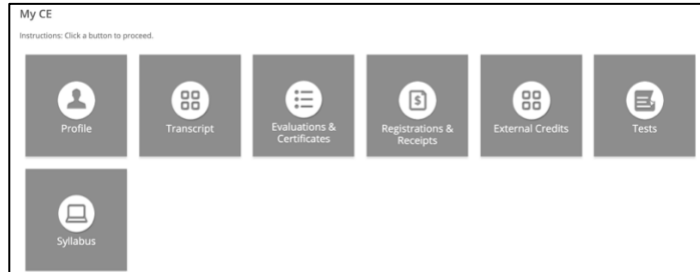 My CE
Instructions: Click a button to proceed.
Profile
Transcript
Evaluations &
Certificates
Registrations &
Receipts
External Credits
Tests
Syllabus